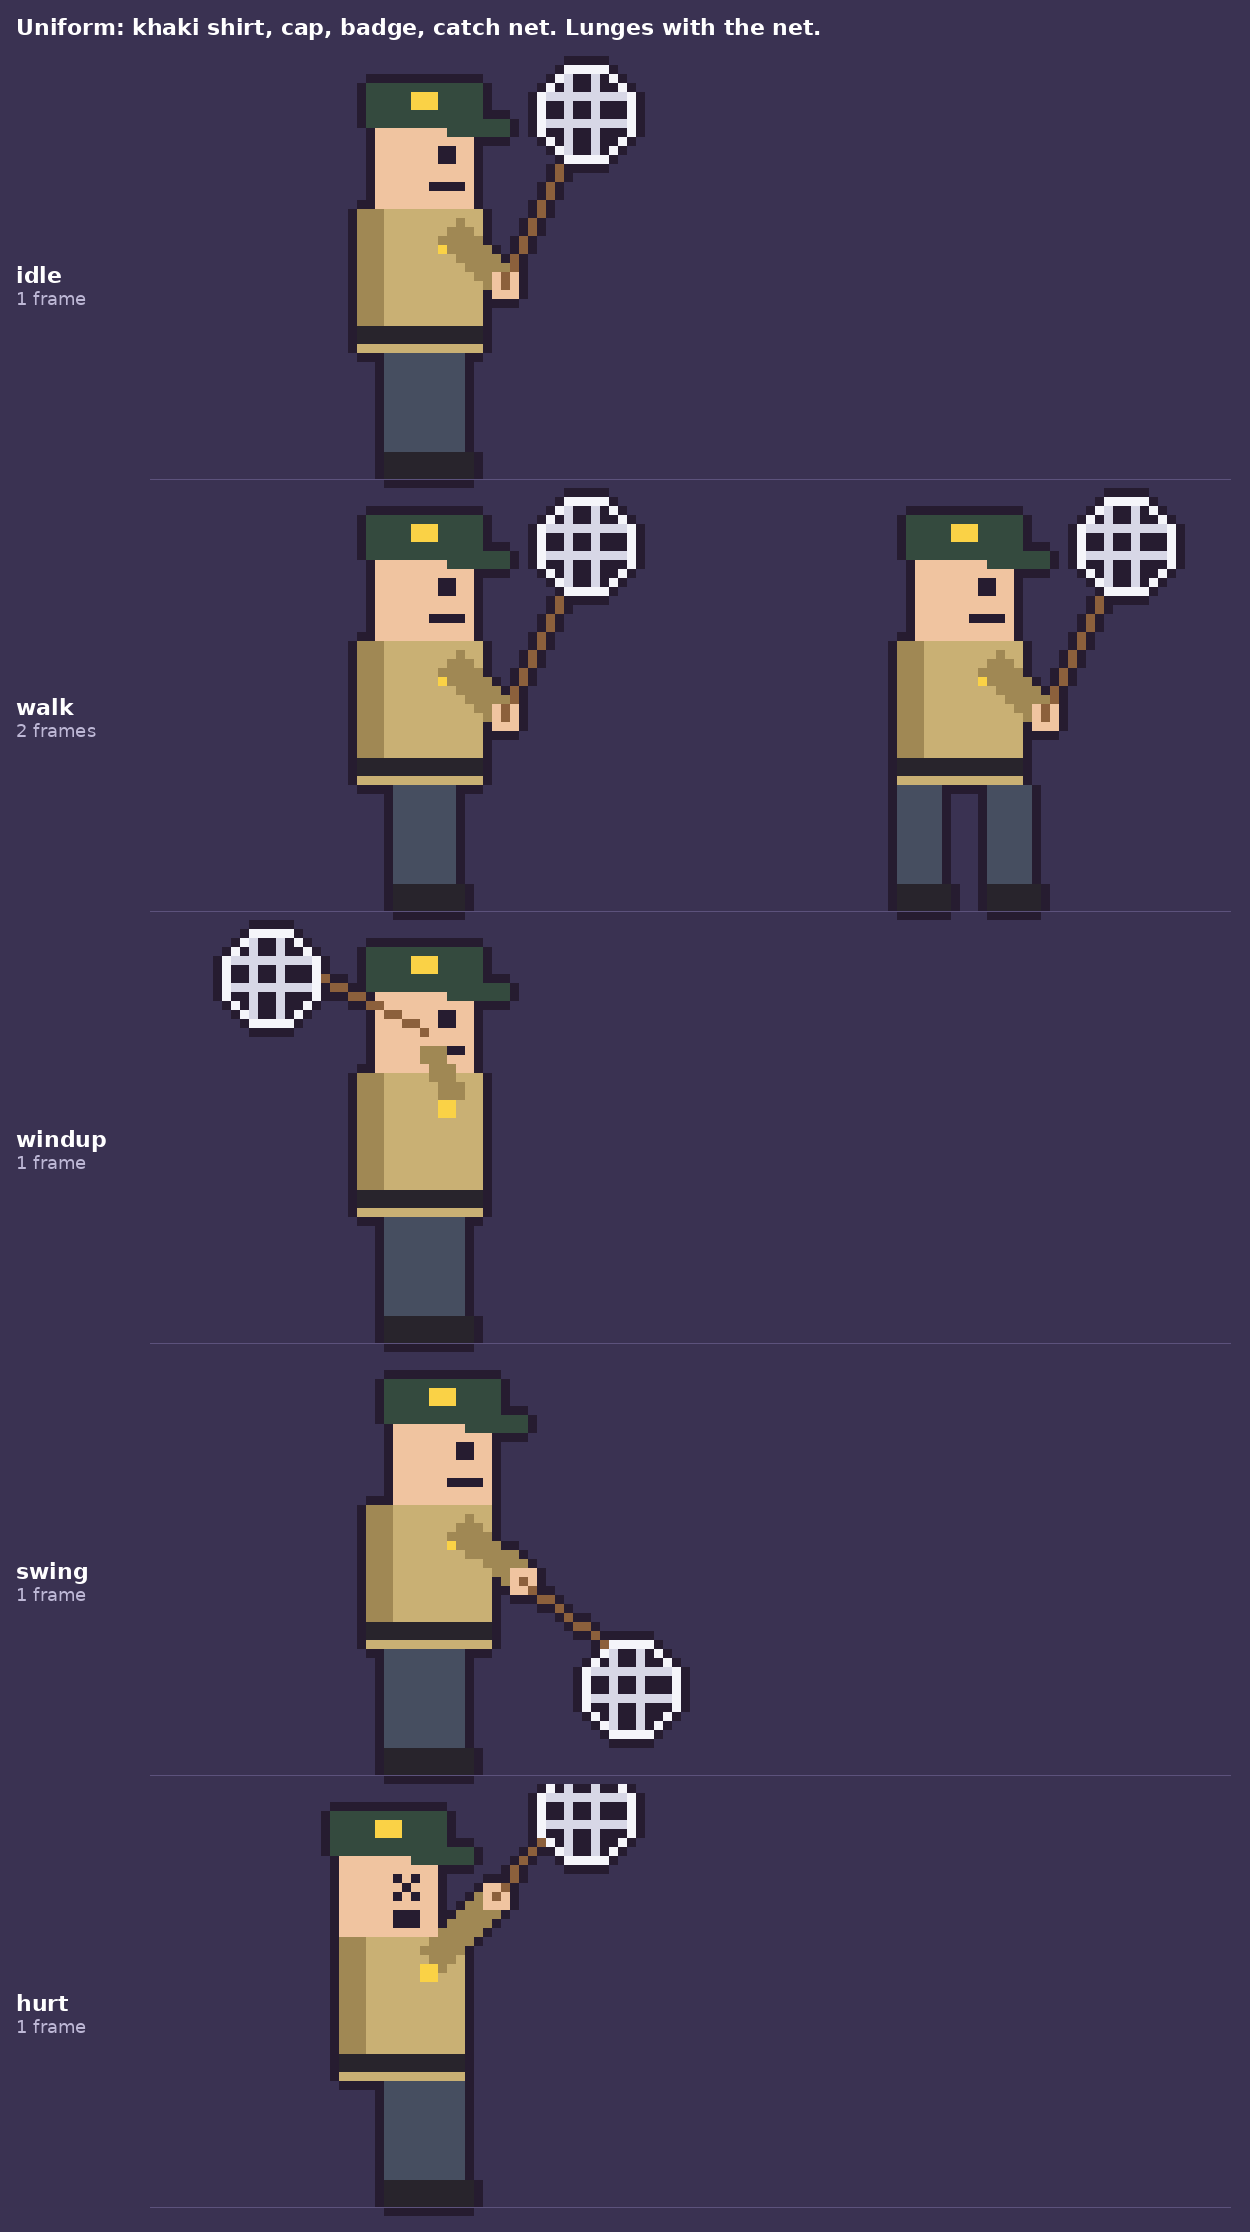 Uniform: khaki shirt, cap, badge, catch net. Lunges with the net.
idle
1 frame
walk
2 frames
windup
1 frame
swing
1 frame
hurt
1 frame